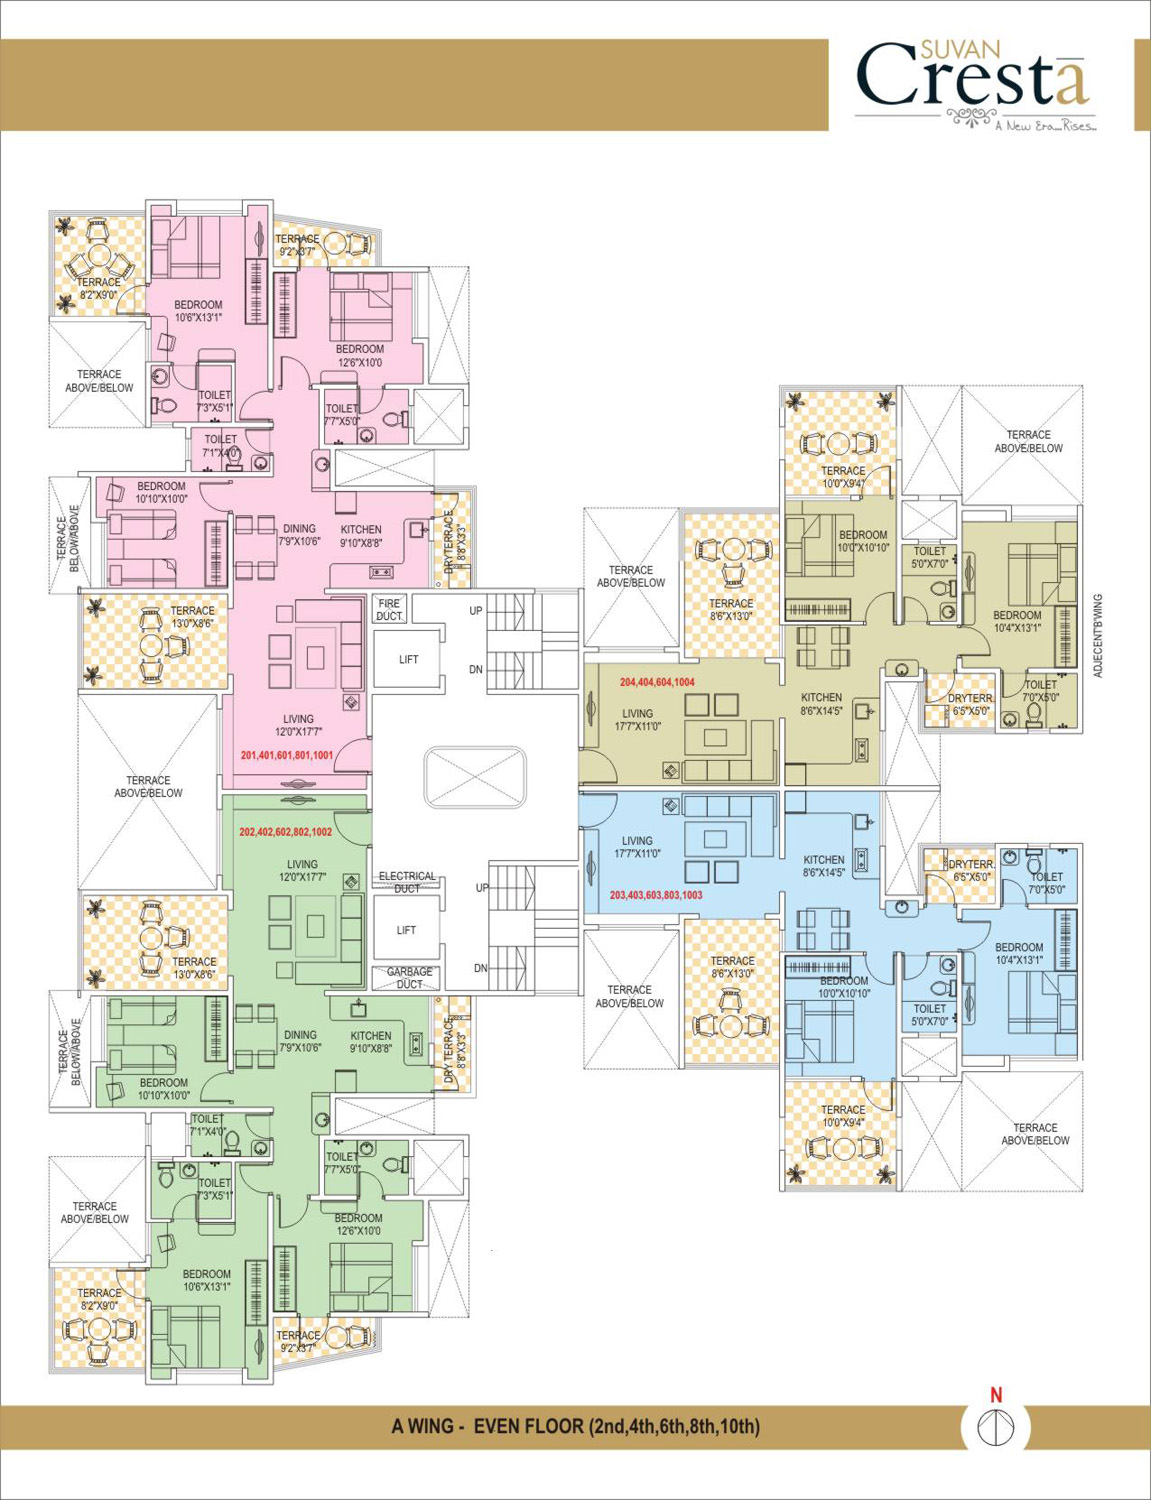 SUVAN
Cresta
A New Era...Rises...
TERRACE
8'2"X9'0"
TERRACE
9'2"X3'7"
BEDROOM
10'6"X13'1"
BEDROOM
12'6"X10'0
TERRACE
ABOVE/BELOW
TOILET
7'3"X5'1"
TOILET
7'7"X5'0"
TOILET
7'1"X4'0"
BEDROOM
10'10"X10'0"
TERRACE
BELOW/ABOVE
DINING
7'9"X10'6"
KITCHEN
9'10"X8'8"
DRYTERRACE
8'8"X3'3"
TERRACE
13'0"X8'6"
FIRE
DUCT
LIFT
UP
DN
LIVING
12'0"X17'7"
201,401,601,801,1001
TERRACE
ABOVE/BELOW
TERRACE
10'0"X9'4"
TERRACE
ABOVE/BELOW
TERRACE
ABOVE/BELOW
TERRACE
8'6"X13'0"
BEDROOM
10'0"X10'10"
TOILET
5'0"X7'0"
BEDROOM
10'4"X13'1"
ADJECENT'B'WING
204,404,604,1004
LIVING
17'7"X11'0"
KITCHEN
8'6"X14'5"
DRYTERR.
6'5"X5'0"
TOILET
7'0"X5'0"
202,402,602,802,1002
LIVING
12'0"X17'7"
ELECTRICAL
DUCT
UP
LIFT
GARBAGE
DUCT
DN
TERRACE
13'0"X8'6"
LIVING
17'7"X11'0"
203,403,603,803,1003
KITCHEN
8'6"X14'5"
DRYTERR.
6'5"X5'0"
TOILET
7'0"X5'0"
TERRACE
8'6"X13'0"
TERRACE
ABOVE/BELOW
BEDROOM
10'0"X10'10"
BEDROOM
10'4"X13'1"
TOILET
5'0"X7'0"
TERRACE
10'0"X9'4"
TERRACE
ABOVE/BELOW
TERRACE
BELOW/ABOVE
DINING
7'9"X10'6"
KITCHEN
9'10"X8'8"
DRY TERRACE
8'8"X3'3"
BEDROOM
10'10"X10'0"
TOILET
7'1"X4'0"
TOILET
7'7"X5'0"
TOILET
7'3"X5'1"
TERRACE
ABOVE/BELOW
BEDROOM
12'6"X10'0
BEDROOM
10'6"X13'1"
TERRACE
8'2"X9'0"
TERRACE
9'2"X3'7"
N
A WING - EVEN FLOOR (2nd,4th,6th,8th,10th)